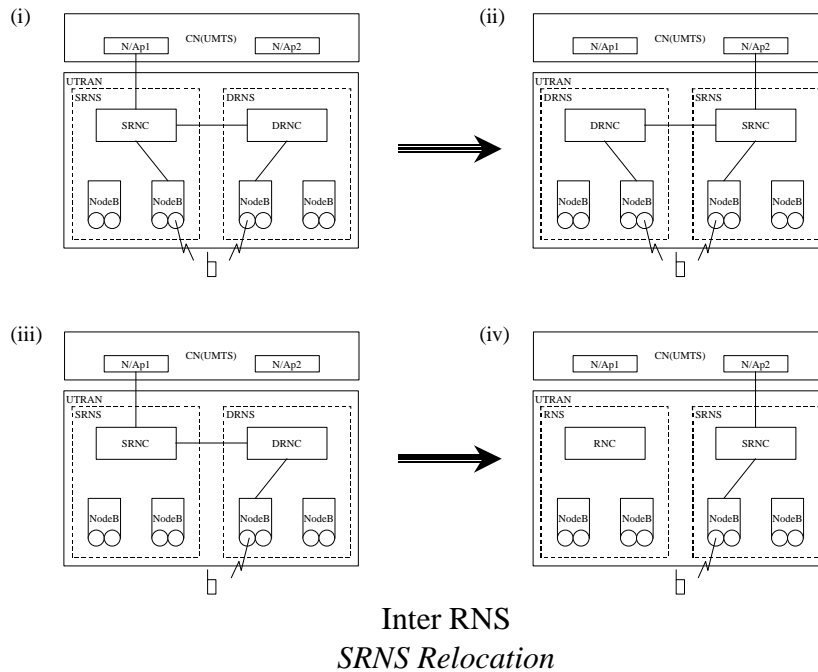 (i)
CN(UMTS)
N/Ap1
N/Ap2
UTRAN
SRNS
DRNS
SRNC
DRNC
NodeB
NodeB
NodeB
NodeB
(ii)
CN(UMTS)
N/Ap1
N/Ap2
UTRAN
DRNS
SRNS
DRNC
SRNC
NodeB
NodeB
NodeB
NodeB
(iii)
CN(UMTS)
N/Ap1
N/Ap2
UTRAN
SRNS
DRNS
SRNC
DRNC
NodeB
NodeB
NodeB
NodeB
(iv)
CN(UMTS)
N/Ap1
N/Ap2
UTRAN
RNS
SRNS
RNC
SRNC
NodeB
NodeB
NodeB
NodeB
Inter RNS
SRNS Relocation